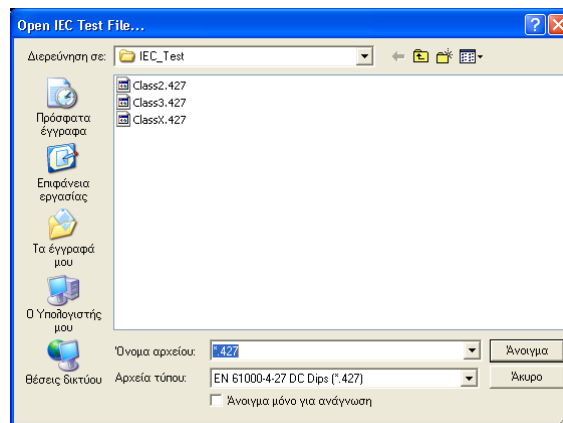 Open IEC Test File...
Διερεύνηση σε:
IEC_Test
Class2.427
Class3.427
ClassX.427
Πρόσφατα
έγγραφα
Επιφάνεια
εργασίας
Τα έγγραφά
μου
Ο Υπολογιστής
μου
Θέσεις δικτύου
Όνομα αρχείου:
*.427
Άνοιγμα
Αρχεία τύπου:
EN 61000-4-27 DC Dips (*.427)
Άκυρο
Άνοιγμα μόνο για ανάγνωση